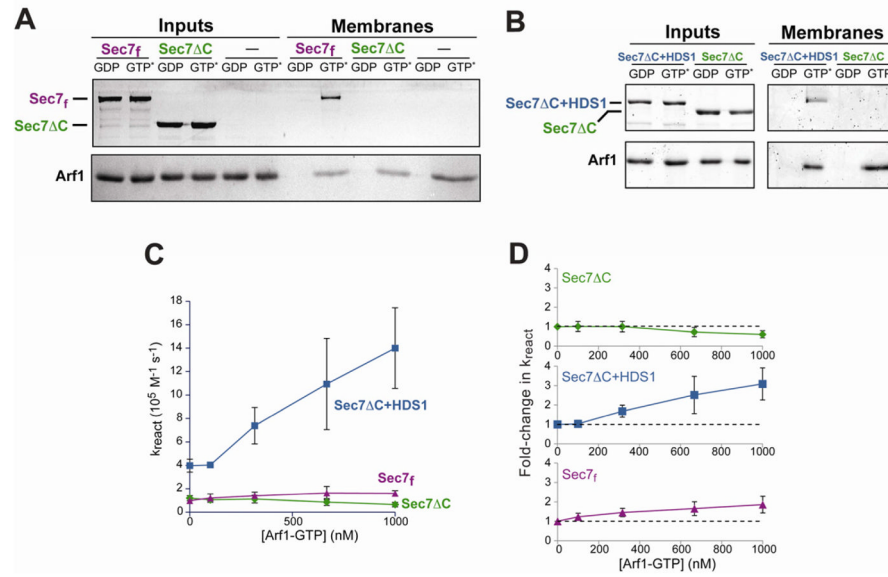 A
Inputs Membranes
Sec7f Sec7ΔC — Sec7f Sec7ΔC —
GDP GTP* GDP GTP* GDP GTP* GDP GTP* GDP GTP* GDP GTP*
Sec7f
Sec7ΔC
Arf1
B
Inputs Membranes
Sec7ΔC+HDS1 Sec7ΔC Sec7ΔC+HDS1 Sec7ΔC
GDP GTP* GDP GTP* GDP GTP* GDP GTP*
Sec7ΔC+HDS1
Sec7ΔC
Arf1
C
kreact (10⁵ M⁻¹ s⁻¹)
18
16
14
12
10
8
6
4
2
0
Sec7ΔC+HDS1
Sec7f
Sec7ΔC
0 500 1000
[Arf1-GTP] (nM)
D
Fold-change in kreact
4
Sec7ΔC
3
2
1
0
0 200 400 600 800 1000
4
Sec7ΔC+HDS1
3
2
1
0
0 200 400 600 800 1000
4
Sec7f
3
2
1
0
0 200 400 600 800 1000
[Arf1-GTP] (nM)